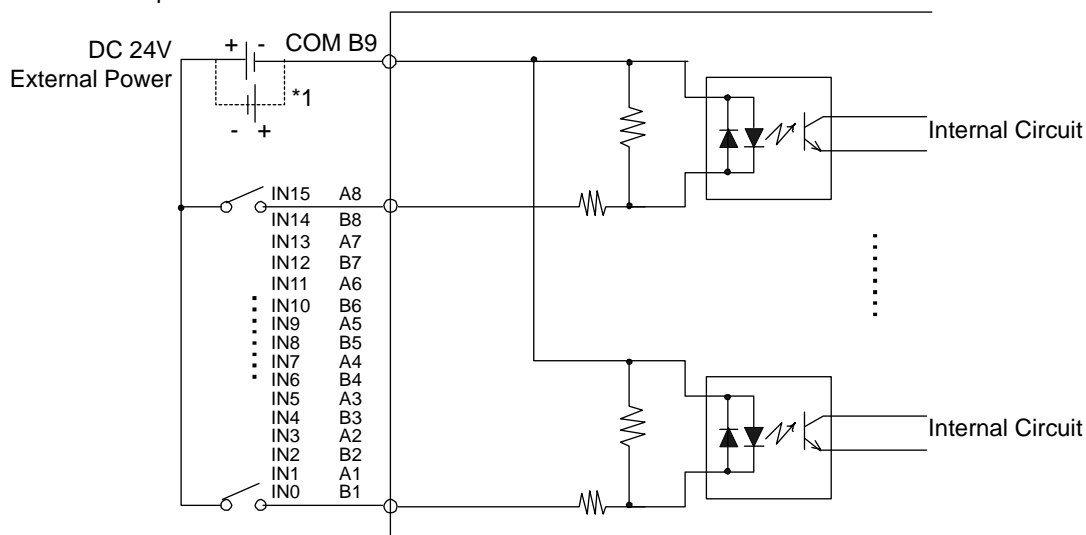 DC 24V
External Power
+ - COM B9
*1
- +
Internal Circuit
IN15 A8
IN14 B8
IN13 A7
IN12 B7
IN11 A6
IN10 B6
IN9 A5
IN8 B5
IN7 A4
IN6 B4
IN5 A3
IN4 B3
IN3 A2
IN2 B2
IN1 A1
IN0 B1
Internal Circuit